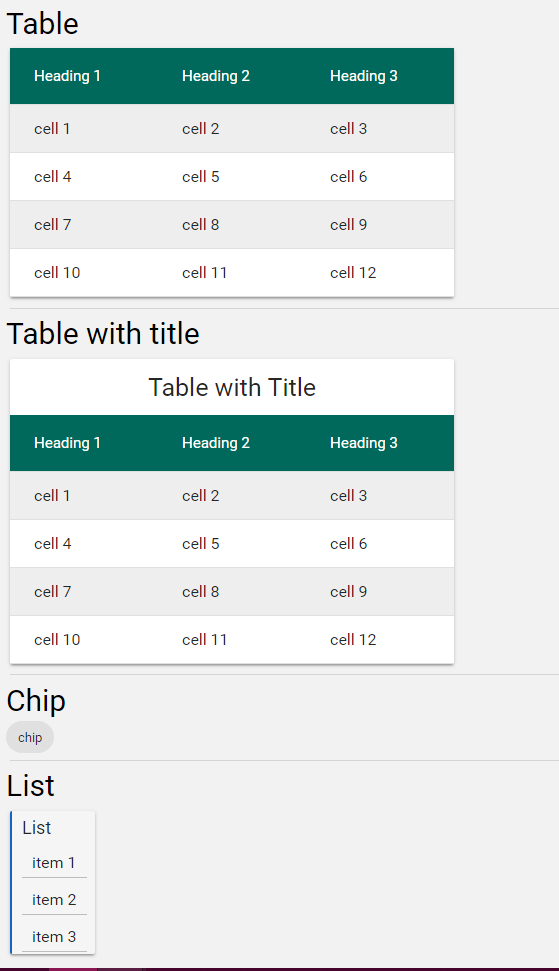 Table
Heading 1 Heading 2 Heading 3
cell 1 cell 2 cell 3
cell 4 cell 5 cell 6
cell 7 cell 8 cell 9
cell 10 cell 11 cell 12
Table with title
Table with Title
Heading 1 Heading 2 Heading 3
cell 1 cell 2 cell 3
cell 4 cell 5 cell 6
cell 7 cell 8 cell 9
cell 10 cell 11 cell 12
Chip
chip
List
List
item 1
item 2
item 3